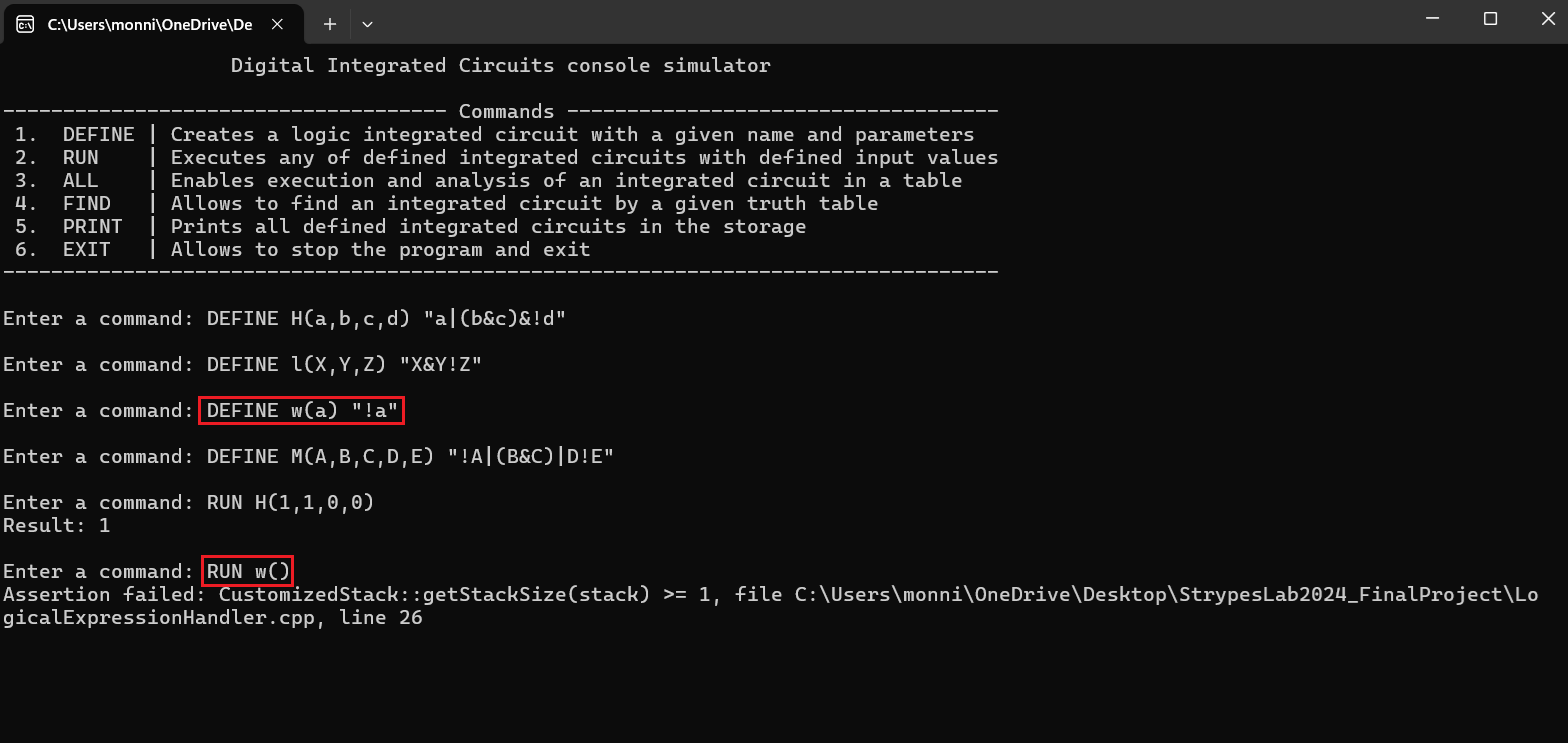 C:\Users\monni\OneDrive\De
Digital Integrated Circuits console simulator
------------------------------------- Commands ------------------------------------
1. DEFINE | Creates a logic integrated circuit with a given name and parameters
2. RUN | Executes any of defined integrated circuits with defined input values
3. ALL | Enables execution and analysis of an integrated circuit in a table
4. FIND | Allows to find an integrated circuit by a given truth table
5. PRINT | Prints all defined integrated circuits in the storage
6. EXIT | Allows to stop the program and exit
-----------------------------------------------------------------------------------
Enter a command: DEFINE H(a,b,c,d) "a|(b&c)&!d"
Enter a command: DEFINE l(X,Y,Z) "X&Y!Z"
Enter a command: DEFINE w(a) "!a"
Enter a command: DEFINE M(A,B,C,D,E) "!A|(B&C)|D!E"
Enter a command: RUN H(1,1,0,0)
Result: 1
Enter a command: RUN w()
Assertion failed: CustomizedStack::getStackSize(stack) >= 1, file C:\Users\monni\OneDrive\Desktop\StrypesLab2024_FinalProject\Lo
gicalExpressionHandler.cpp, line 26